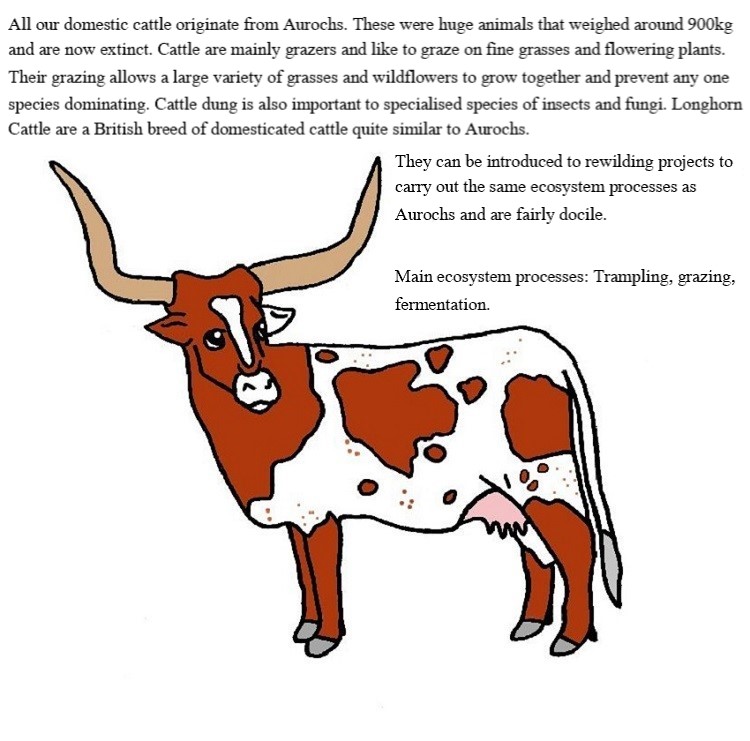 All our domestic cattle originate from Aurochs. These were huge animals that weighed around 900kg
and are now extinct. Cattle are mainly grazers and like to graze on fine grasses and flowering plants.
Their grazing allows a large variety of grasses and wildflowers to grow together and prevent any one
species dominating. Cattle dung is also important to specialised species of insects and fungi. Longhorn
Cattle are a British breed of domesticated cattle quite similar to Aurochs.
They can be introduced to rewilding projects to
carry out the same ecosystem processes as
Aurochs and are fairly docile.
Main ecosystem processes: Trampling, grazing,
fermentation.